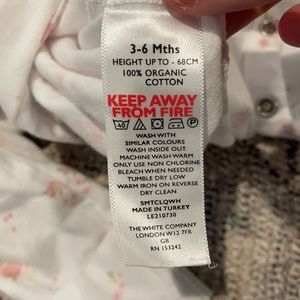 3-6 Mths
HEIGHT UP TO - 68CM
100% ORGANIC
COTTON
KEEP AWAY
FROM FIRE
40
WASH WITH
SIMILAR COLOURS
WASH INSIDE OUT
MACHINE WASH WARM
ONLY USE NON CHLORINE
BLEACH WHEN NEEDED
TUMBLE DRY LOW
WARM IRON ON REVERSE
DRY CLEAN
SMTCLQWH
MADE IN TURKEY
LE210730
THE WHITE COMPANY
LONDON W12 7FR
GB
RN 153242